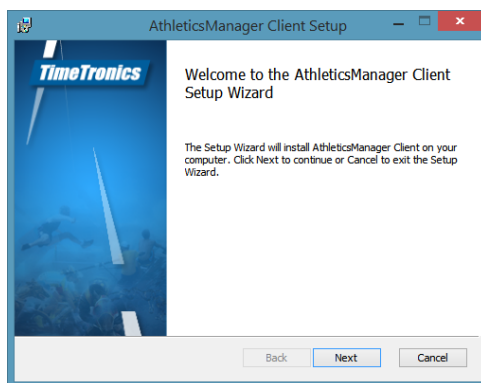 AthleticsManager Client Setup
TimeTronics
Welcome to the AthleticsManager Client
Setup Wizard
The Setup Wizard will install AthleticsManager Client on your
computer. Click Next to continue or Cancel to exit the Setup
Wizard.
Back Next Cancel